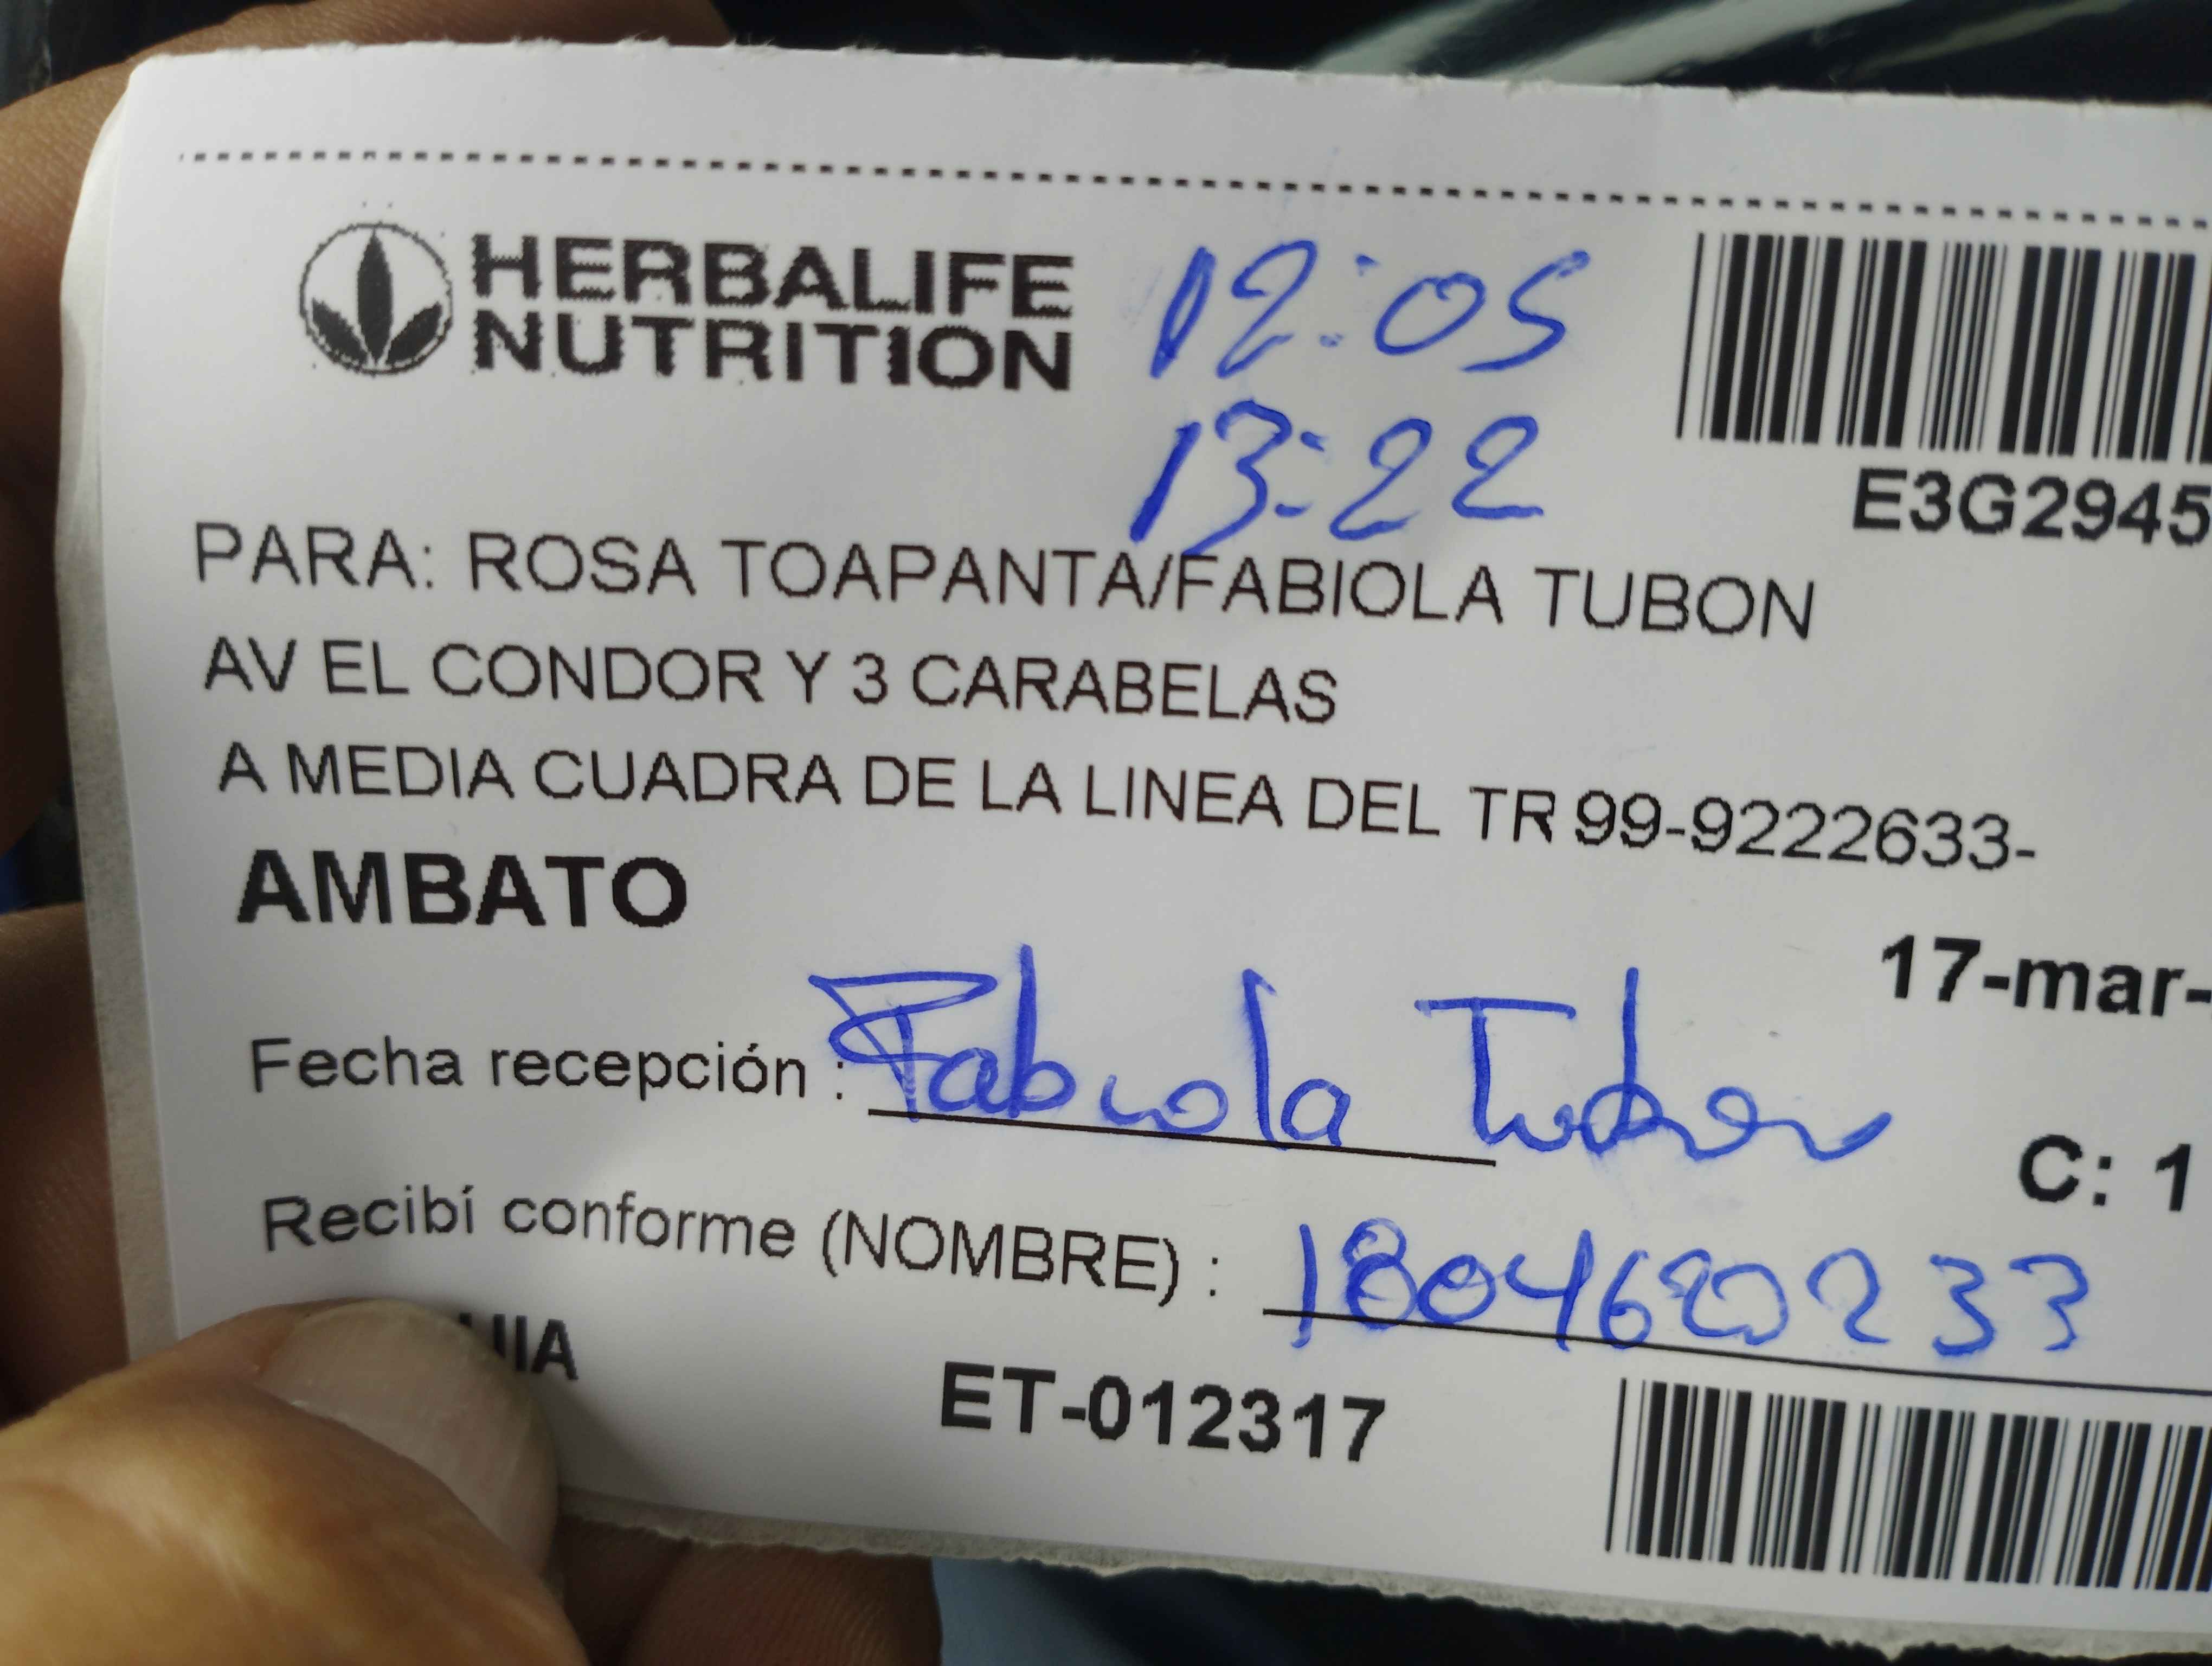 HERBALIFE
NUTRITION
12:05
13:22
E3G2945
PARA: ROSA TOAPANTA/FABIOLA TUBON
AV EL CONDOR Y 3 CARABELAS
A MEDIA CUADRA DE LA LINEA DEL TR 99-9222633-
AMBATO
17-mar-
Fecha recepción : Fabiola Tubon
C: 1
Recibí conforme (NOMBRE) : 1804620233
ET-012317